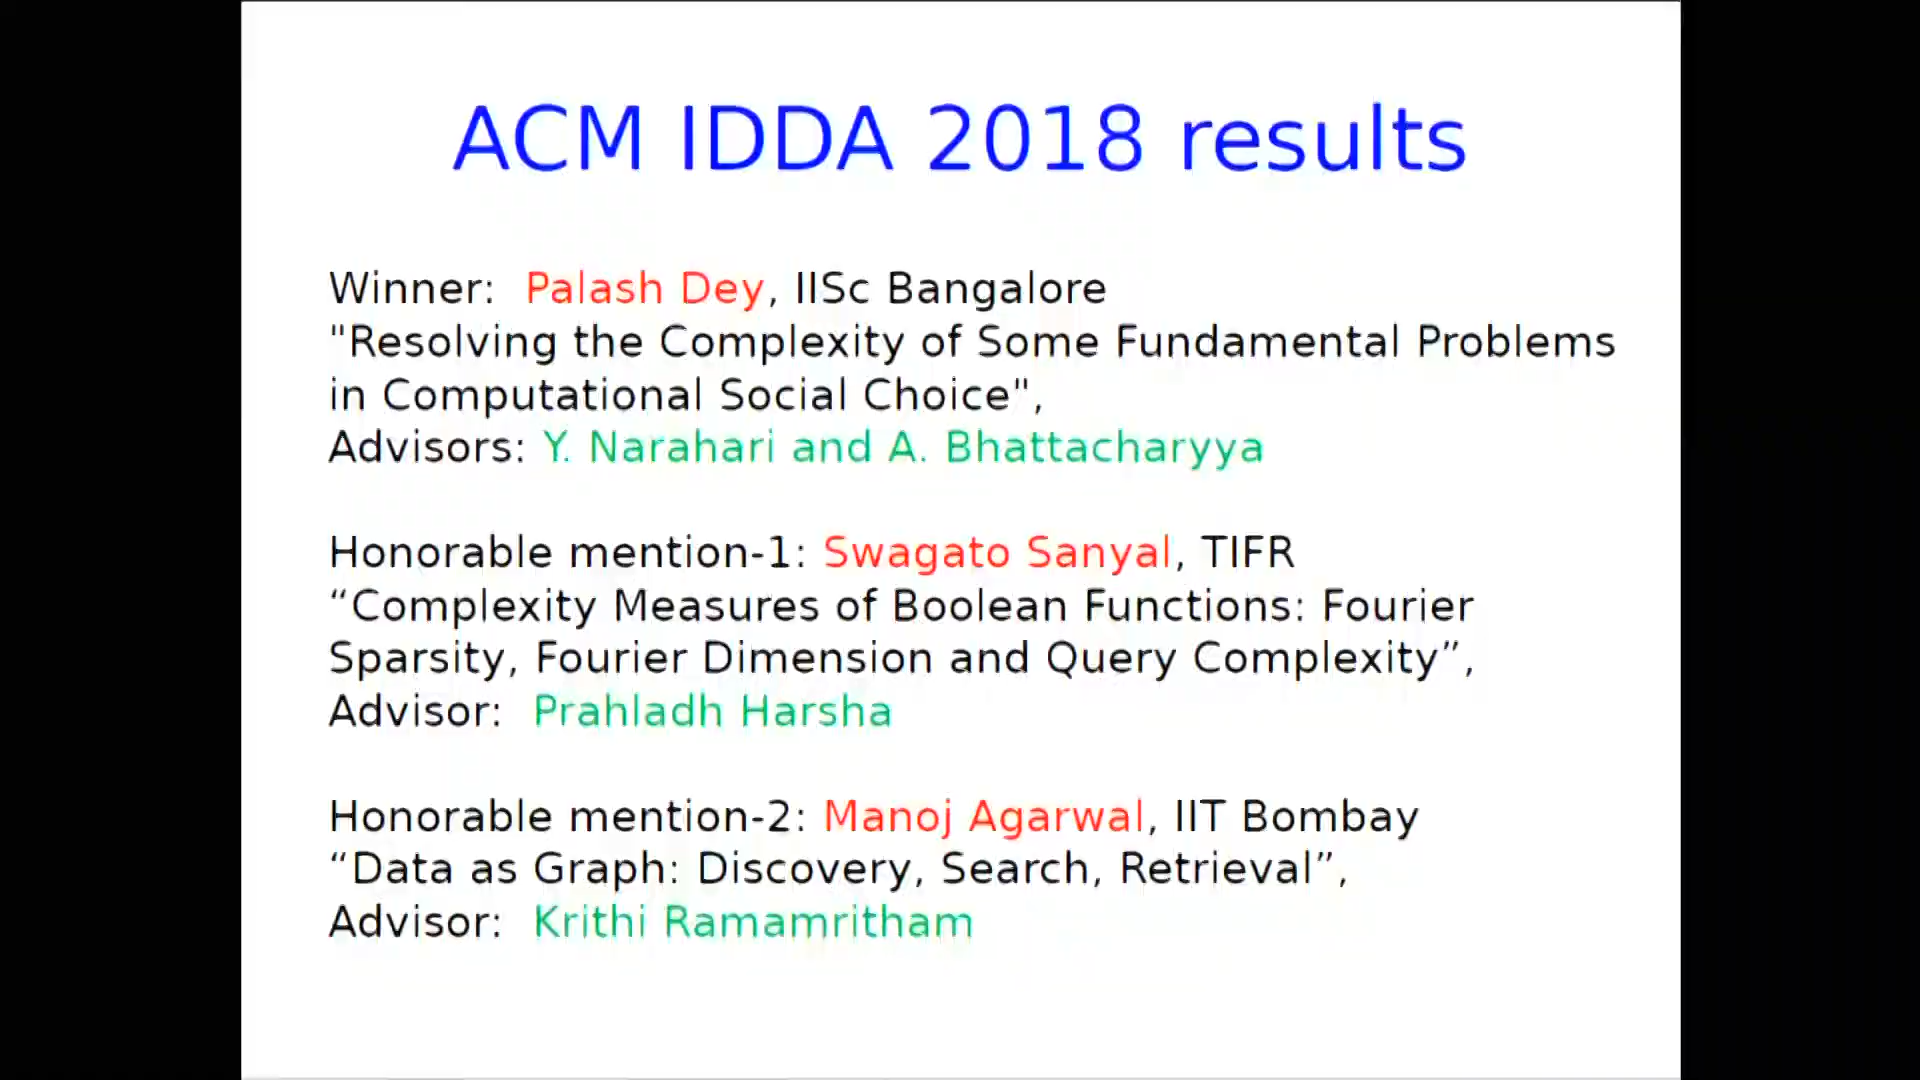 ACM IDDA 2018 results
Winner: Palash Dey, IISc Bangalore
"Resolving the Complexity of Some Fundamental Problems
in Computational Social Choice",
Advisors: Y. Narahari and A. Bhattacharyya
Honorable mention-1: Swagato Sanyal, TIFR
“Complexity Measures of Boolean Functions: Fourier
Sparsity, Fourier Dimension and Query Complexity”,
Advisor: Prahladh Harsha
Honorable mention-2: Manoj Agarwal, IIT Bombay
“Data as Graph: Discovery, Search, Retrieval”,
Advisor: Krithi Ramamritham